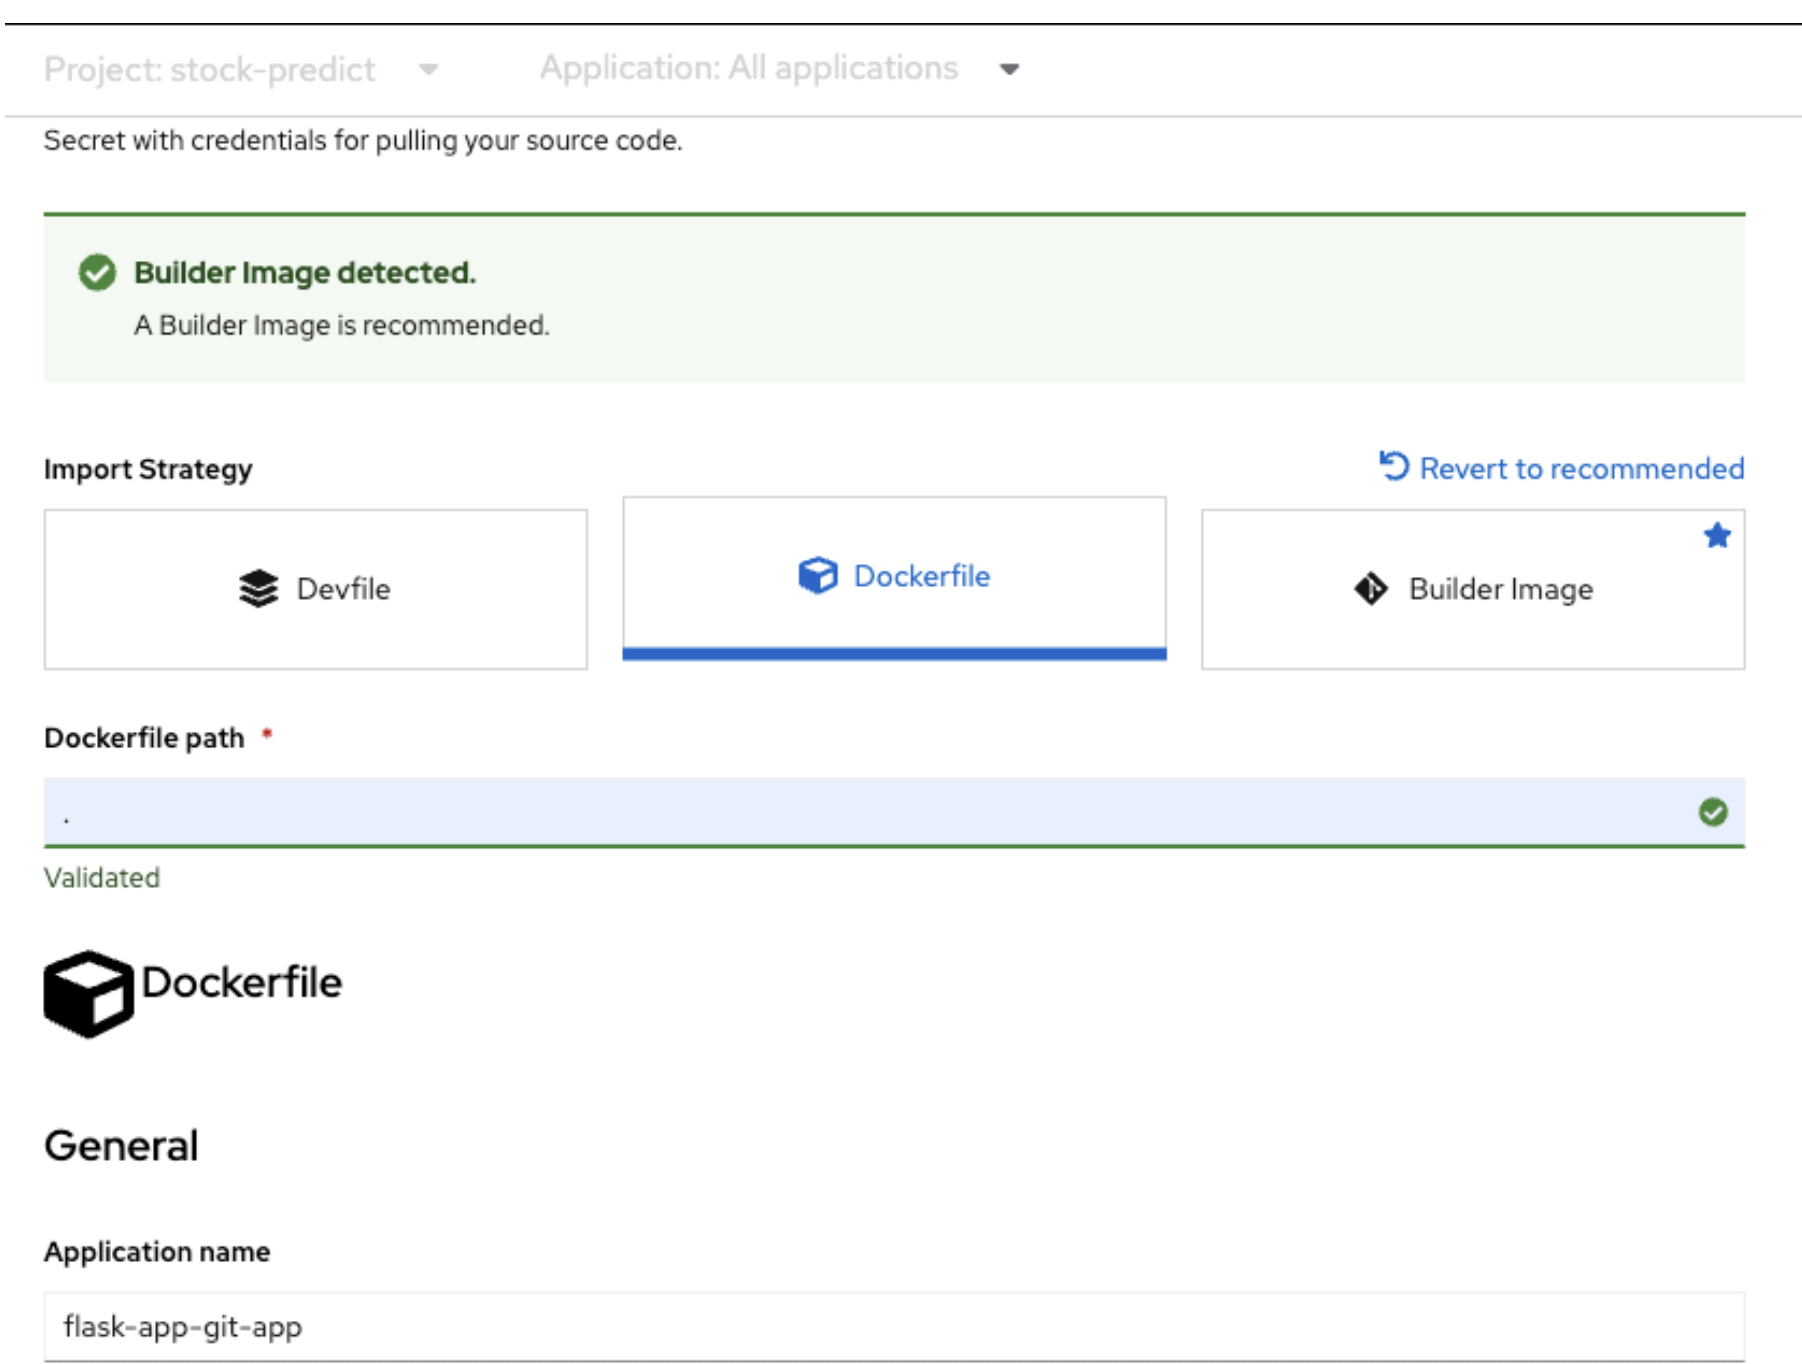 Project: stock-predict Application: All applications
Secret with credentials for pulling your source code.
Builder Image detected.
A Builder Image is recommended.
Import Strategy Revert to recommended
Devfile Dockerfile Builder Image
Dockerfile path *
.
Validated
Dockerfile
General
Application name
flask-app-git-app